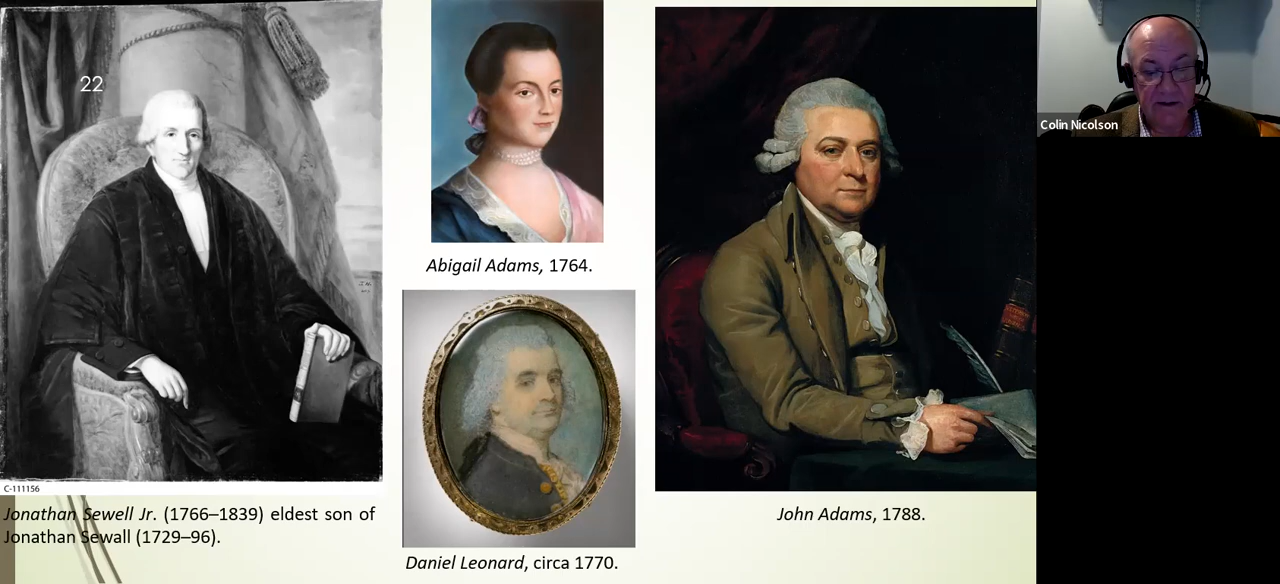 22
C-111156
Jonathan Sewell Jr. (1766–1839) eldest son of
Jonathan Sewall (1729–96).
Abigail Adams, 1764.
Daniel Leonard, circa 1770.
John Adams, 1788.
Colin Nicolson